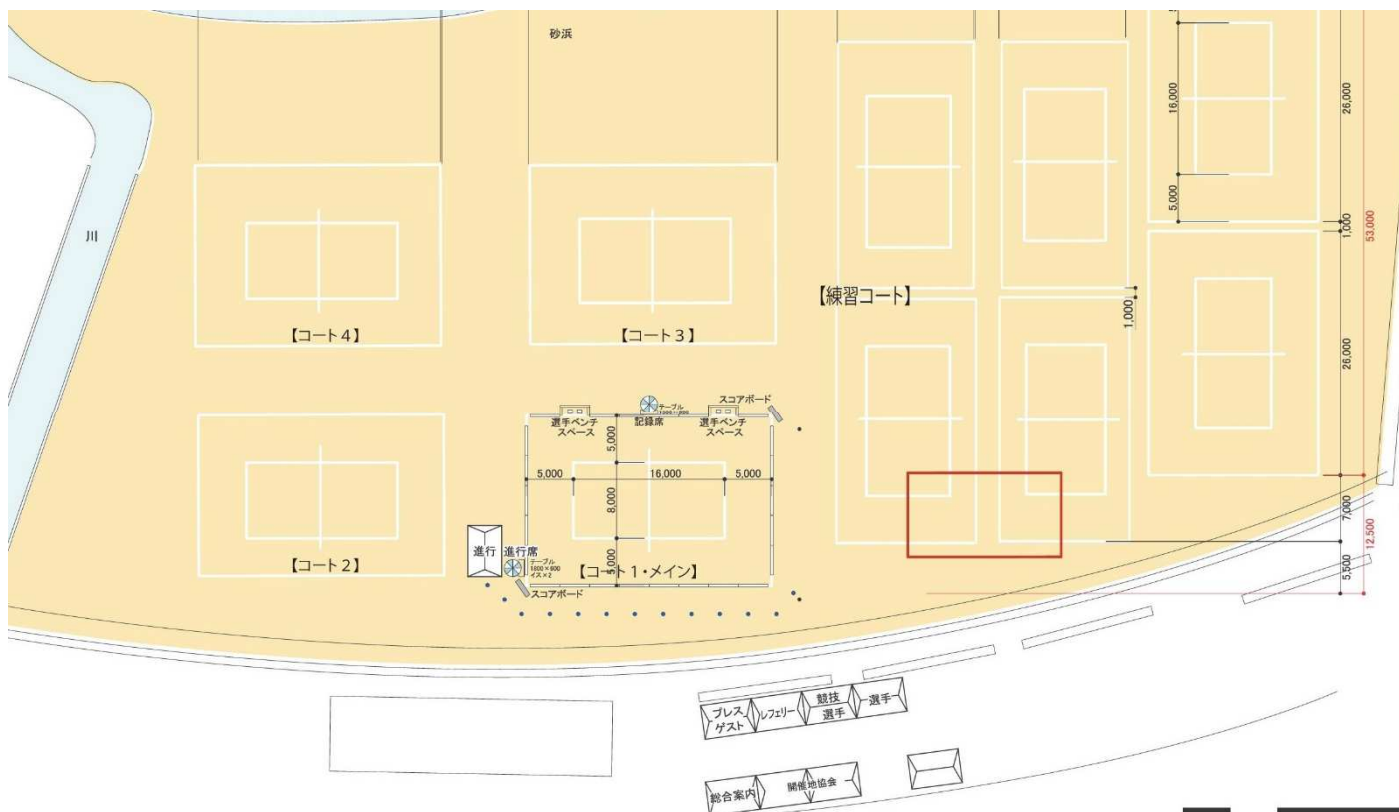 砂浜
川
16,000
26,000
5,000
1,000
53,000
【練習コート】
1,000
【コート4】
【コート3】
26,000
スコアボード
テーブル
選手ベンチ
スペース
記録席
選手ベンチ
スペース
5,000
5,000
16,000
5,000
8,000
5,000
進行
進行席
テーブル
1800×600
イス×2
【コート2】
【コート1・メイン】
スコアボード
7,000
12,500
5,500
プレス
ゲスト
レフェリー
競技
選手
選手
総合案内
開催地協会